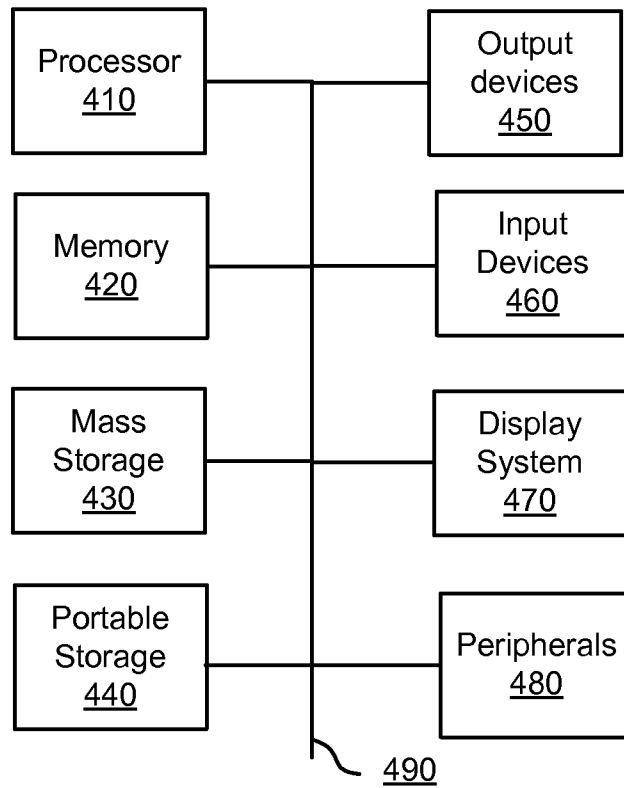 Processor
410
Output
devices
450
Memory
420
Input
Devices
460
Mass
Storage
430
Display
System
470
Portable
Storage
440
Peripherals
480
490